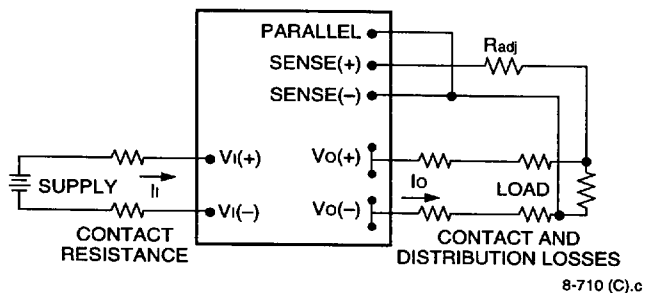 PARALLEL
Radj
SENSE(+)
SENSE(–)
VI(+)
VO(+)
SUPPLY
II
IO
LOAD
VI(–)
VO(–)
CONTACT
RESISTANCE
CONTACT AND
DISTRIBUTION LOSSES
8-710 (C).c